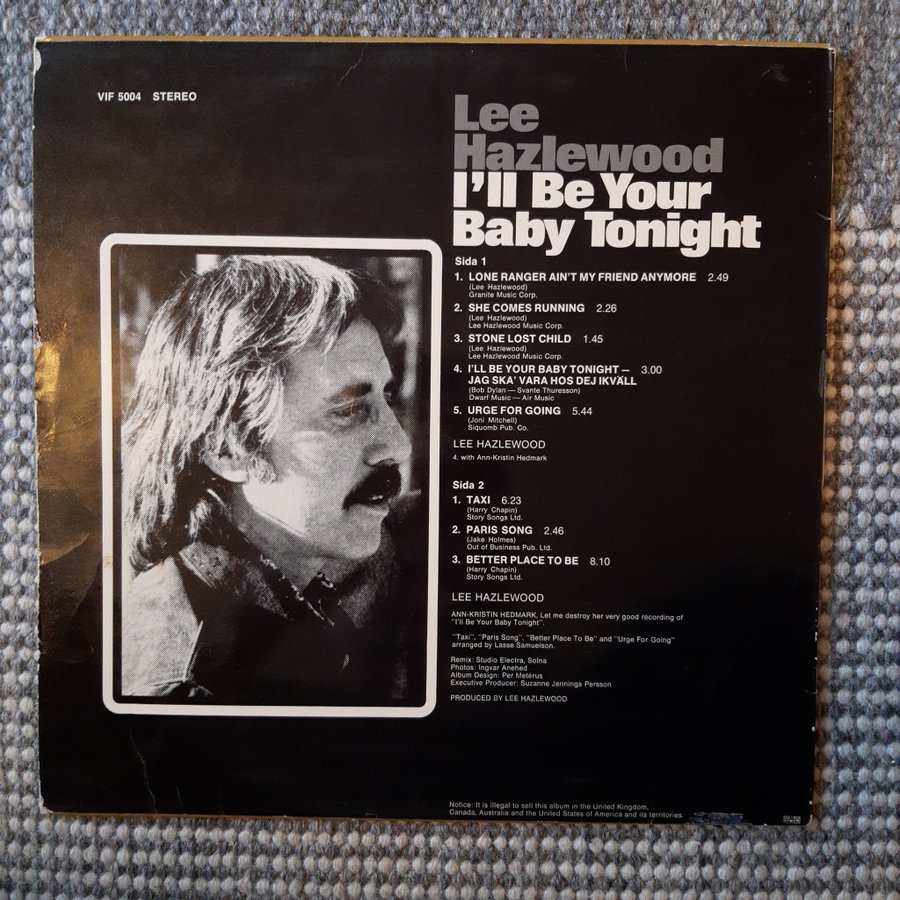 VIF 5004 STEREO
Lee
Hazlewood
I'll Be Your
Baby Tonight
Sida 1
1. LONE RANGER AIN'T MY FRIEND ANYMORE 2.49
(Lee Hazlewood)
Granite Music Corp.
2. SHE COMES RUNNING 2.26
(Lee Hazlewood)
Lee Hazlewood Music Corp.
3. STONE LOST CHILD 1.45
(Lee Hazlewood)
Lee Hazlewood Music Corp.
4. I'LL BE YOUR BABY TONIGHT — 3.00
JAG SKA' VARA HOS DEJ IKVÄLL
(Bob Dylan — Svante Thuresson)
Dwarf Music — Air Music
5. URGE FOR GOING 5.44
(Joni Mitchell)
Siquomb Pub. Co.
LEE HAZLEWOOD
4. with Ann-Kristin Hedmark
Sida 2
1. TAXI 6.23
(Harry Chapin)
Story Songs Ltd.
2. PARIS SONG 2.46
(Jake Holmes)
Out of Business Pub. Ltd.
3. BETTER PLACE TO BE 8.10
(Harry Chapin)
Story Songs Ltd.
LEE HAZLEWOOD
ANN-KRISTIN HEDMARK, Let me destroy her very good recording of
"I'll Be Your Baby Tonight".
"Taxi", "Paris Song", "Better Place To Be" and "Urge For Going"
arranged by Lasse Samuelson.
Remix: Studio Electra, Solna
Photos: Ingvar Anehed
Album Design: Per Metérus
Executive Producer: Suzanne Jennings Persson
PRODUCED BY LEE HAZLEWOOD
Notice: It is illegal to sell this album in the United Kingdom,
Canada, Australia and the United States of America and its territories.